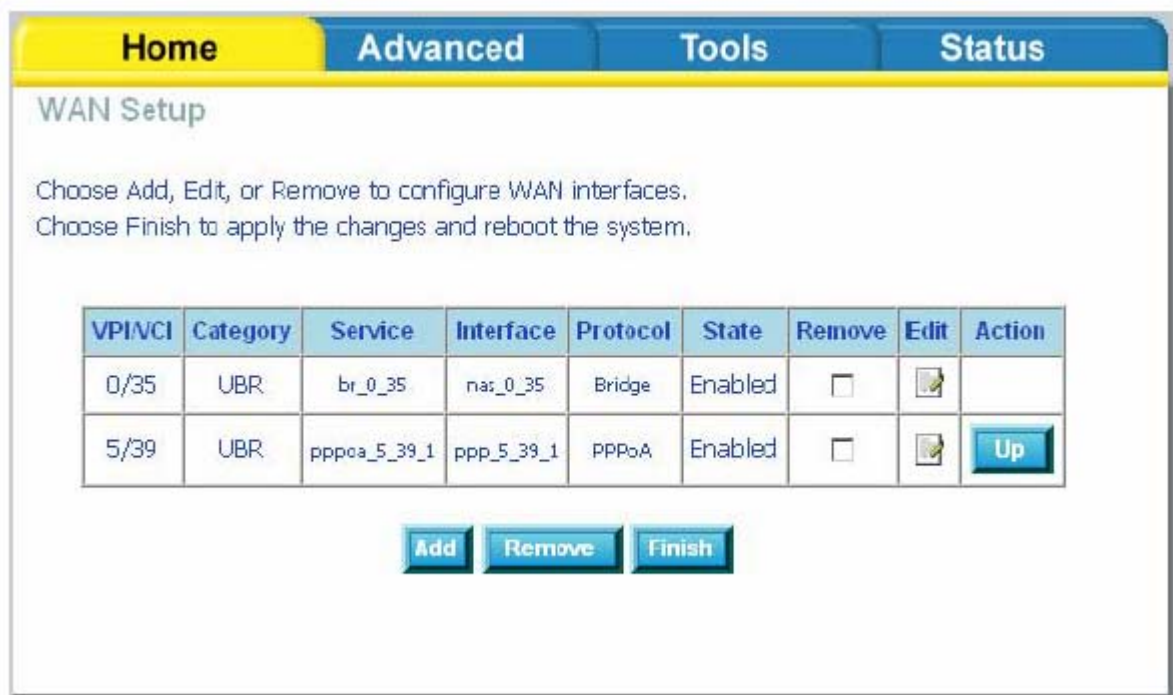 Home Advanced Tools Status
WAN Setup
Choose Add, Edit, or Remove to configure WAN interfaces.
Choose Finish to apply the changes and reboot the system.
VPI/VCI Category Service Interface Protocol State Remove Edit Action
0/35 UBR br_0_35 nas_0_35 Bridge Enabled
5/39 UBR pppoa_5_39_1 ppp_5_39_1 PPPoA Enabled Up
Add Remove Finish